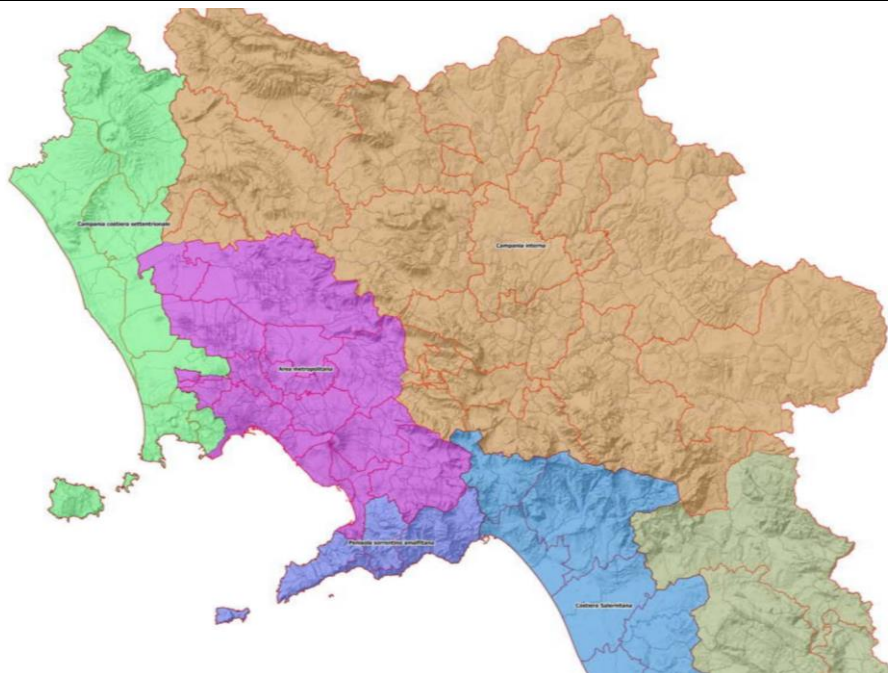 Campania costiera settentrionale
Campania interna
Area metropolitana
Penisola sorrentino amalfitana
Costiera Salernitana